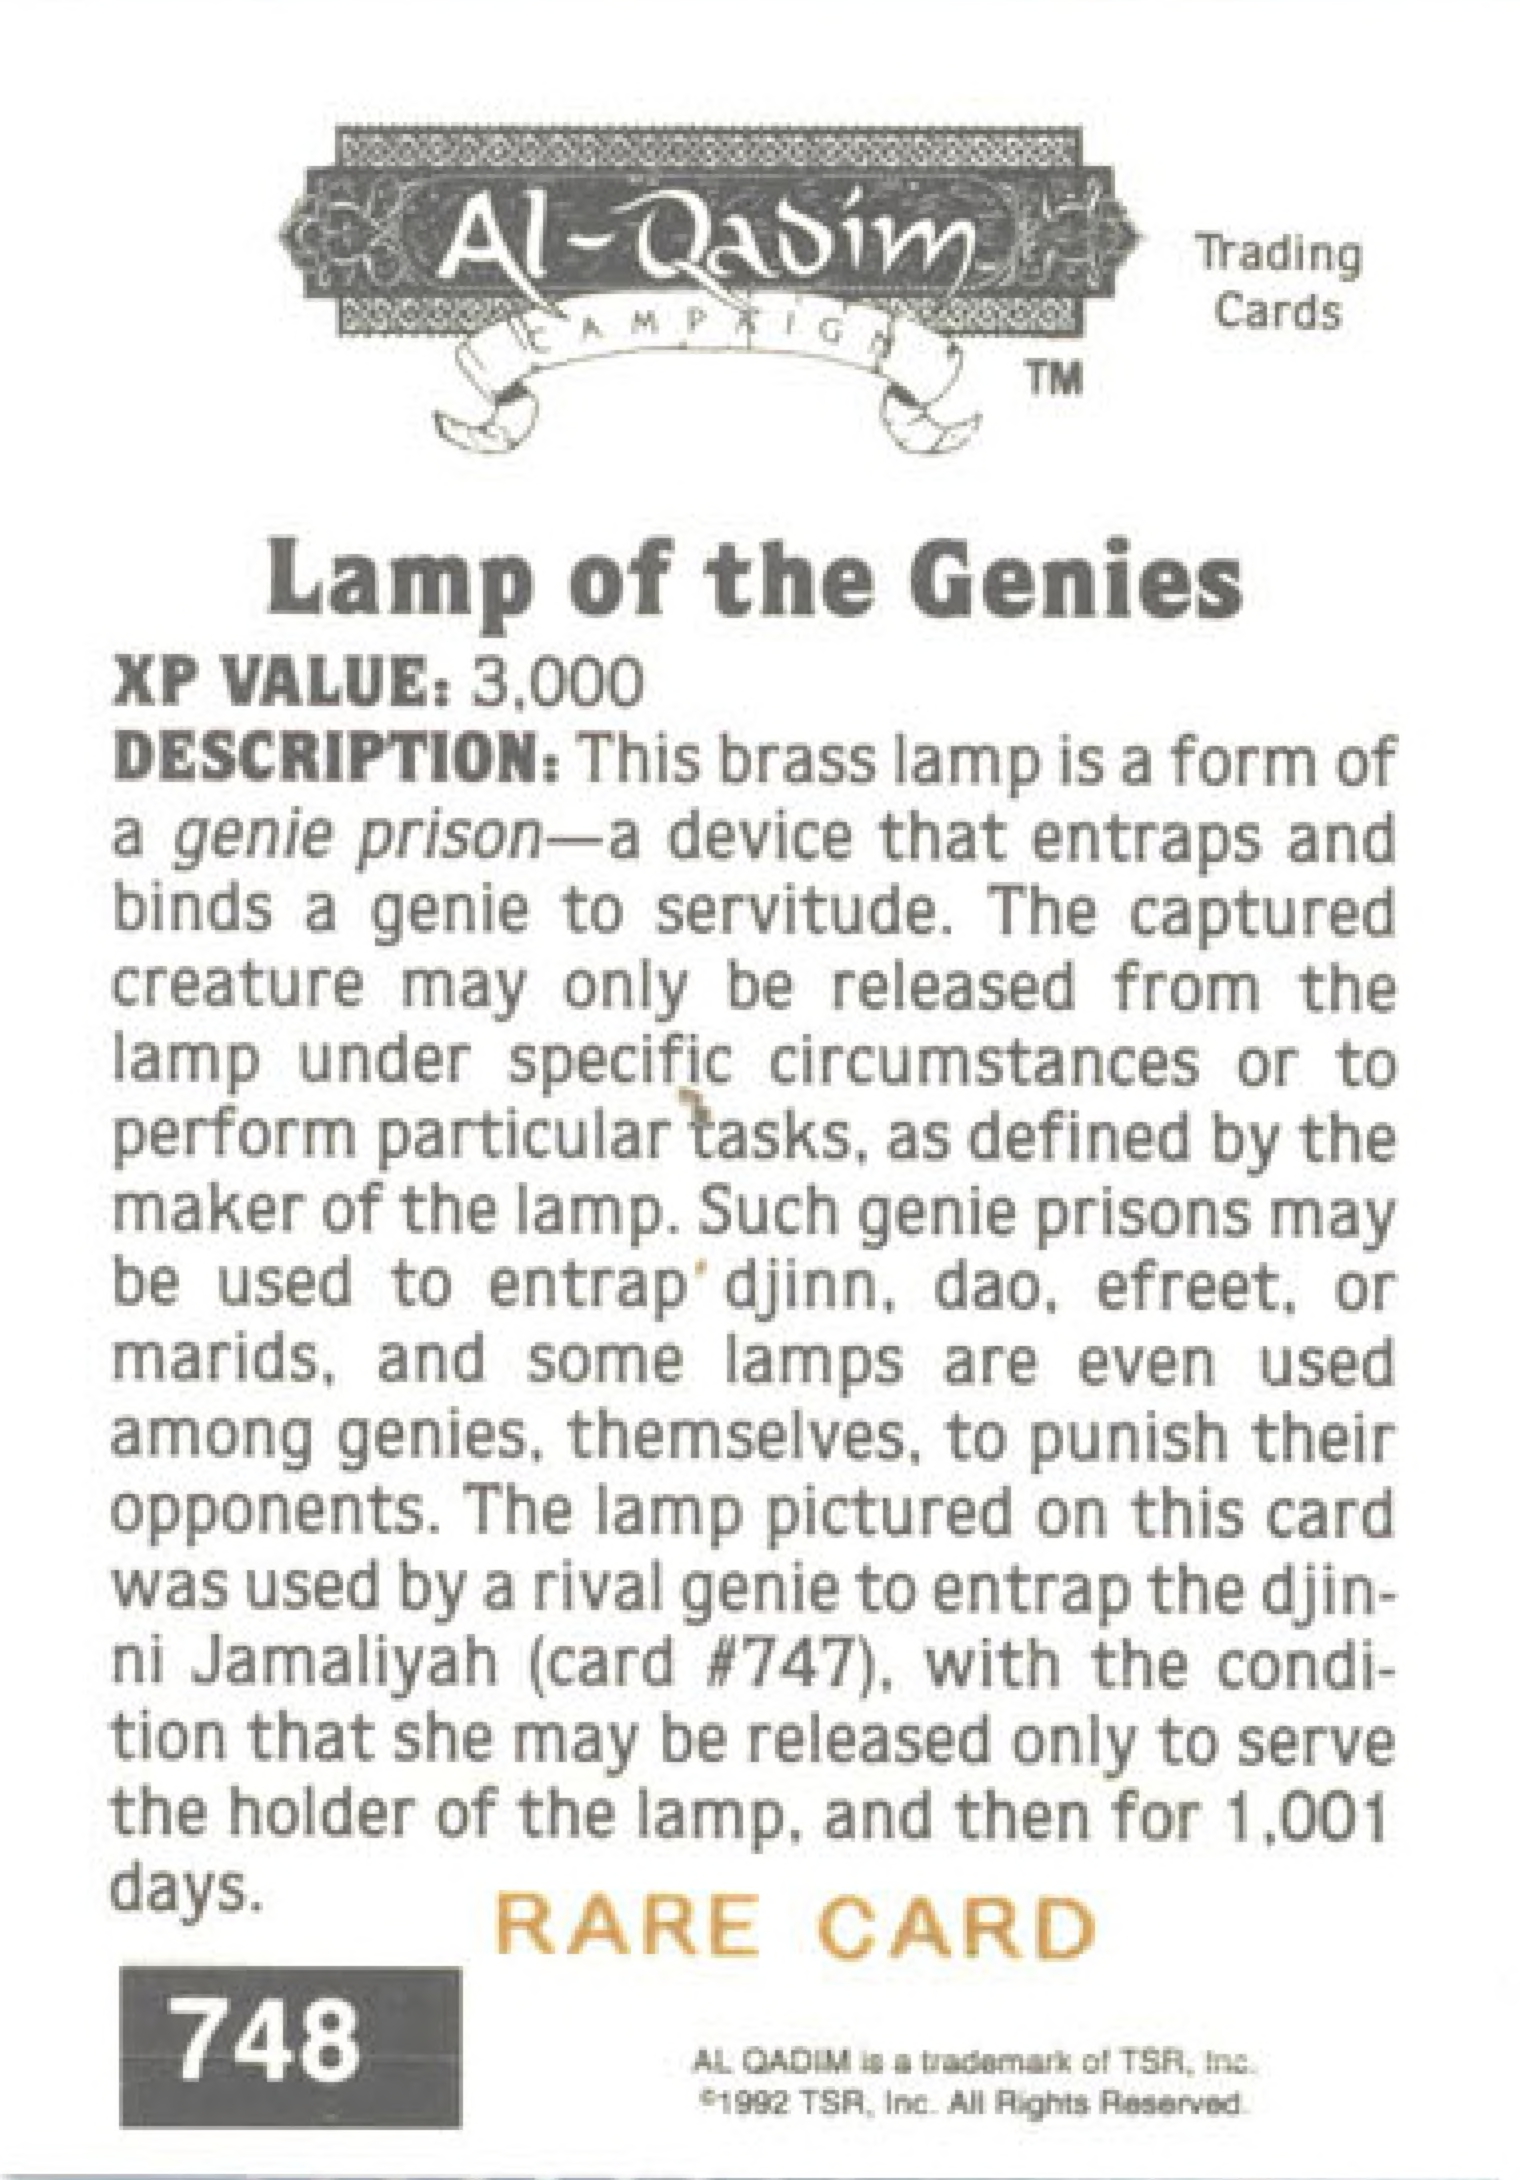 Al-Qadim
CAMPAIGN
TM
Trading
Cards
Lamp of the Genies
XP VALUE: 3,000
DESCRIPTION: This brass lamp is a form of
a genie prison—a device that entraps and
binds a genie to servitude. The captured
creature may only be released from the
lamp under specific circumstances or to
perform particular tasks, as defined by the
maker of the lamp. Such genie prisons may
be used to entrap djinn, dao, efreet, or
marids, and some lamps are even used
among genies, themselves, to punish their
opponents. The lamp pictured on this card
was used by a rival genie to entrap the djin-
ni Jamaliyah (card #747), with the condi-
tion that she may be released only to serve
the holder of the lamp, and then for 1,001
days.
RARE CARD
748
AL QADIM is a trademark of TSR, Inc.
©1992 TSR, Inc. All Rights Reserved.